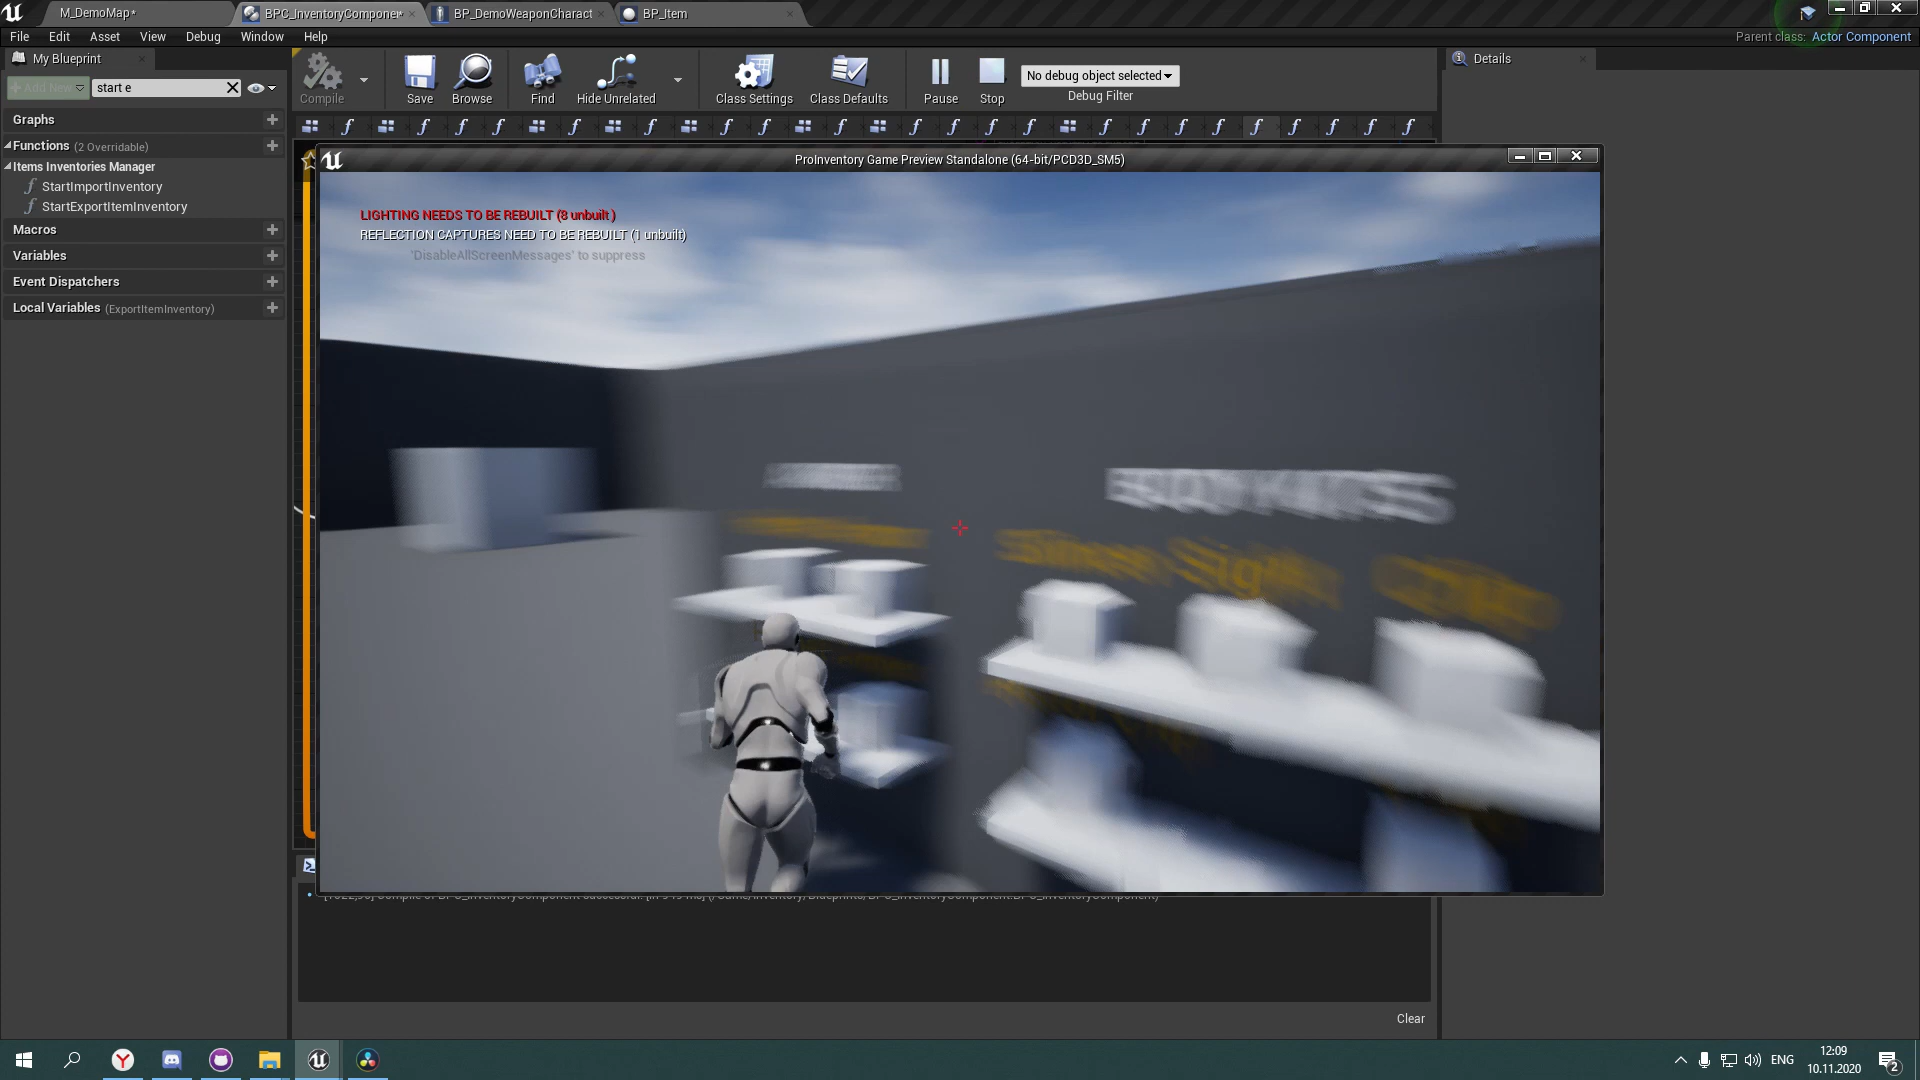 M_DemoMap*
BPC_InventoryComponen*
BP_DemoWeaponCharact
BP_Item
File
Edit
Asset
View
Debug
Window
Help
Parent class: Actor Component
My Blueprint
Details
Add New
start e
Compile
Save
Browse
Find
Hide Unrelated
Class Settings
Class Defaults
Pause
Stop
No debug object selected
Debug Filter
Graphs
Functions (2 Overridable)
Items Inventories Manager
StartImportInventory
StartExportItemInventory
Macros
Variables
Event Dispatchers
Local Variables (ExportItemInventory)
ProInventory Game Preview Standalone (64-bit/PCD3D_SM5)
LIGHTING NEEDS TO BE REBUILT (8 unbuilt)
REFLECTION CAPTURES NEED TO BE REBUILT (1 unbuilt)
'DisableAllScreenMessages' to suppress
Clear
ENG
12:09
10.11.2020
2